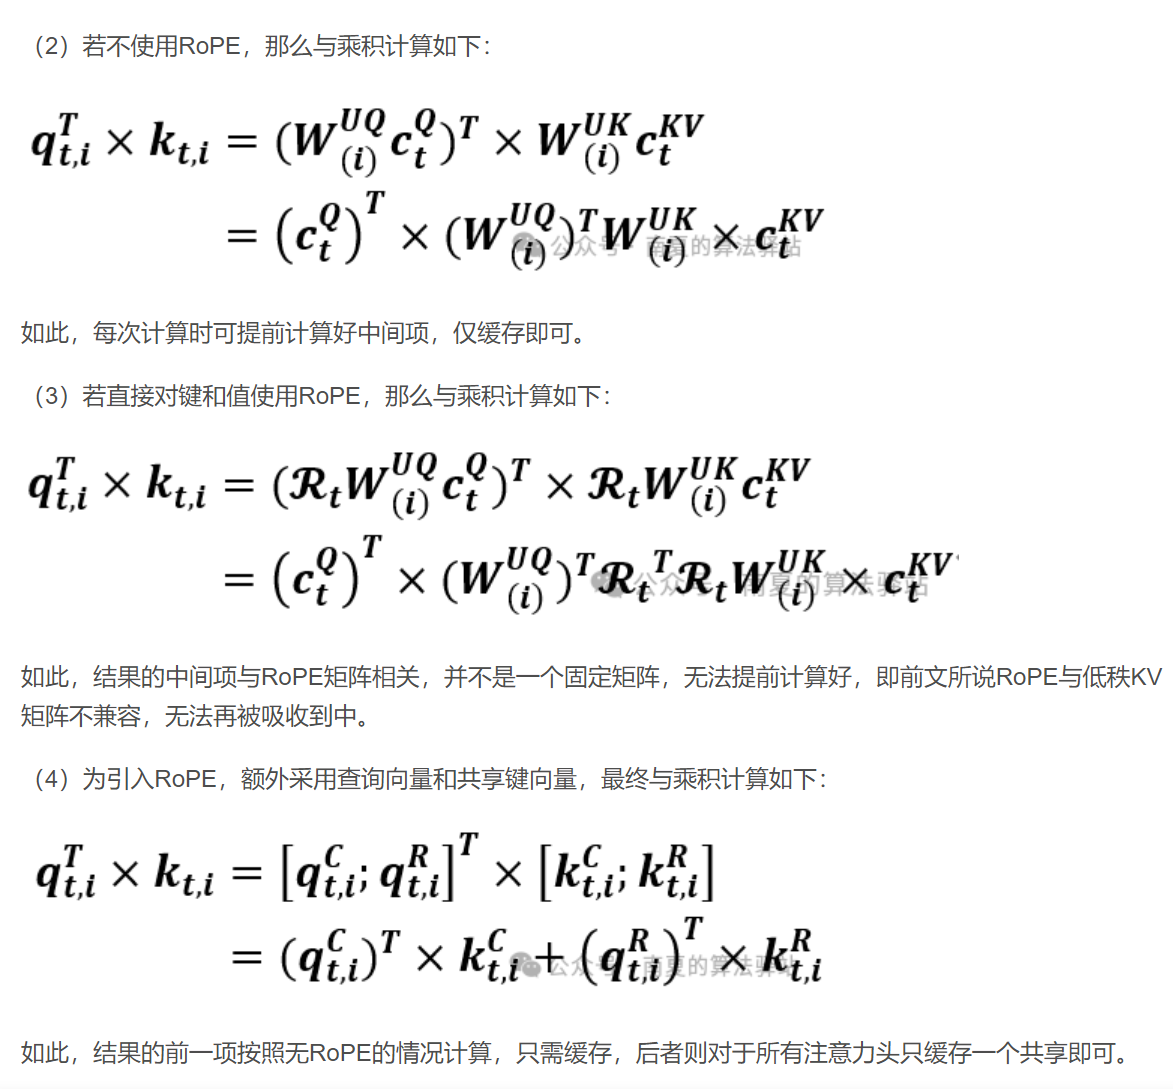 （2）若不使用RoPE，那么与乘积计算如下：
$q_{t,i}^{T} \times k_{t,i} = (W_{(i)}^{UQ} c_t^{Q})^{T} \times W_{(i)}^{UK} c_t^{KV}$
$= (c_t^{Q})^{T} \times (W_{(i)}^{UQ})^{T} W_{(i)}^{UK} \times c_t^{KV}$
公众号 · 南夏的算法驿站
如此，每次计算时可提前计算好中间项，仅缓存即可。
（3）若直接对键和值使用RoPE，那么与乘积计算如下：
$q_{t,i}^{T} \times k_{t,i} = (\mathcal{R}_t W_{(i)}^{UQ} c_t^{Q})^{T} \times \mathcal{R}_t W_{(i)}^{UK} c_t^{KV}$
$= (c_t^{Q})^{T} \times (W_{(i)}^{UQ})^{T} \mathcal{R}_t^{T} \mathcal{R}_t W_{(i)}^{UK} \times c_t^{KV}$
公众号 · 南夏的算法驿站
如此，结果的中间项与RoPE矩阵相关，并不是一个固定矩阵，无法提前计算好，即前文所说RoPE与低秩KV
矩阵不兼容，无法再被吸收到中。
（4）为引入RoPE，额外采用查询向量和共享键向量，最终与乘积计算如下：
$q_{t,i}^{T} \times k_{t,i} = [q_{t,i}^{C}; q_{t,i}^{R}]^{T} \times [k_{t,i}^{C}; k_{t,i}^{R}]$
$= (q_{t,i}^{C})^{T} \times k_{t,i}^{C} + (q_{t,i}^{R})^{T} \times k_{t,i}^{R}$
公众号 · 南夏的算法驿站
如此，结果的前一项按照无RoPE的情况计算，只需缓存，后者则对于所有注意力头只缓存一个共享即可。